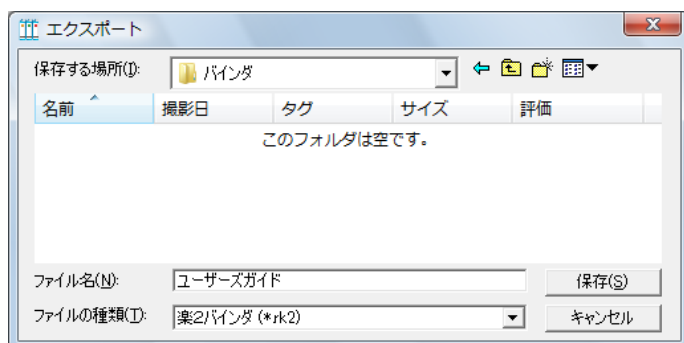 エクスポート
保存する場所(I): バインダ
名前 撮影日 タグ サイズ 評価
このフォルダは空です。
ファイル名(N): ユーザーズガイド 保存(S)
ファイルの種類(T): 楽2バインダ (*rk2) キャンセル